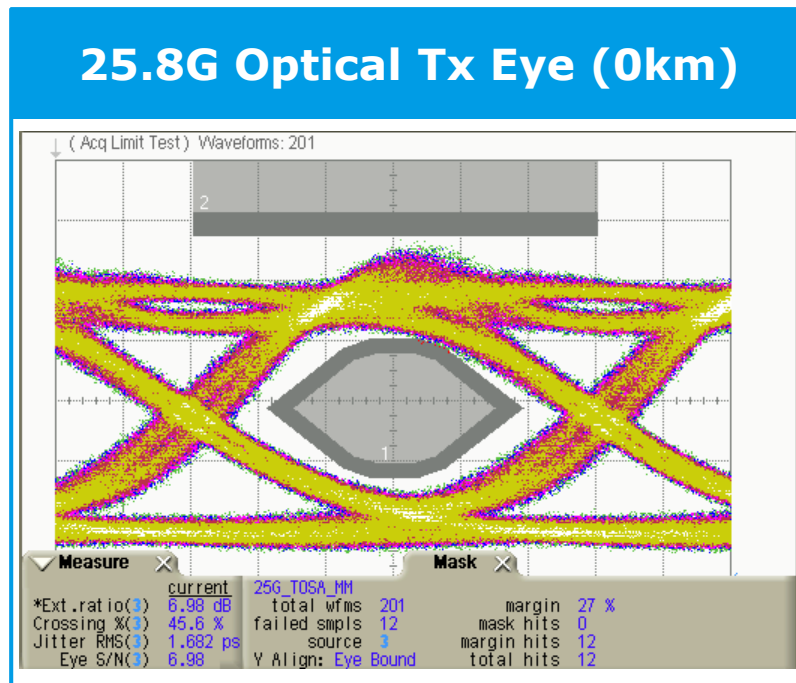 25.8G Optical Tx Eye (0km)
( Acq Limit Test ) Waveforms: 201
2
1
Measure
Mask
current
*Ext.ratio(3) 6.98 dB
Crossing %(3) 45.6 %
Jitter RMS(3) 1.682 ps
Eye S/N(3) 6.98
25G_TOSA_MM
total wfms 201
failed smpls 12
source 3
Y Align: Eye Bound
margin 27 %
mask hits 0
margin hits 12
total hits 12